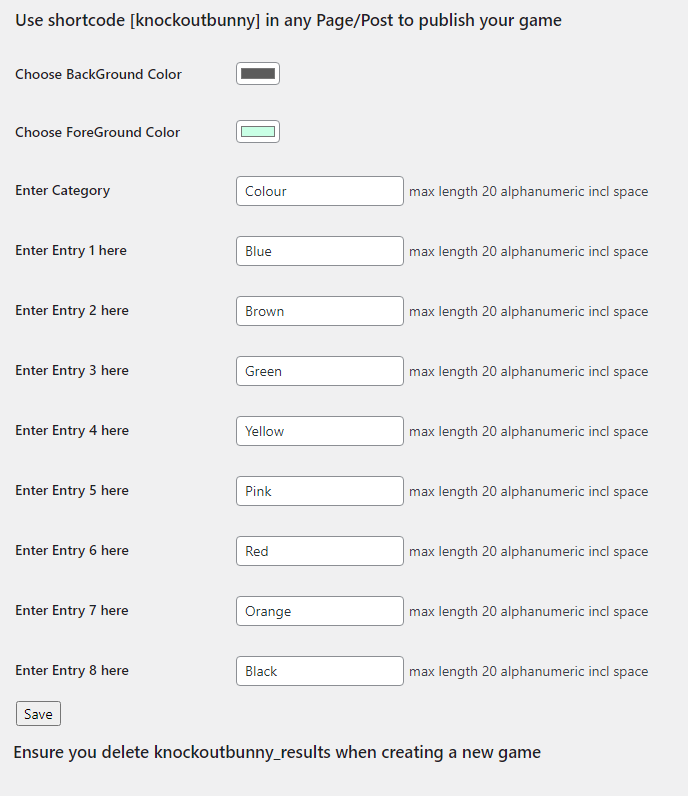 Use shortcode [knockoutbunny] in any Page/Post to publish your game
Choose BackGround Color
Choose ForeGround Color
Enter Category Colour max length 20 alphanumeric incl space
Enter Entry 1 here Blue max length 20 alphanumeric incl space
Enter Entry 2 here Brown max length 20 alphanumeric incl space
Enter Entry 3 here Green max length 20 alphanumeric incl space
Enter Entry 4 here Yellow max length 20 alphanumeric incl space
Enter Entry 5 here Pink max length 20 alphanumeric incl space
Enter Entry 6 here Red max length 20 alphanumeric incl space
Enter Entry 7 here Orange max length 20 alphanumeric incl space
Enter Entry 8 here Black max length 20 alphanumeric incl space
Save
Ensure you delete knockoutbunny_results when creating a new game